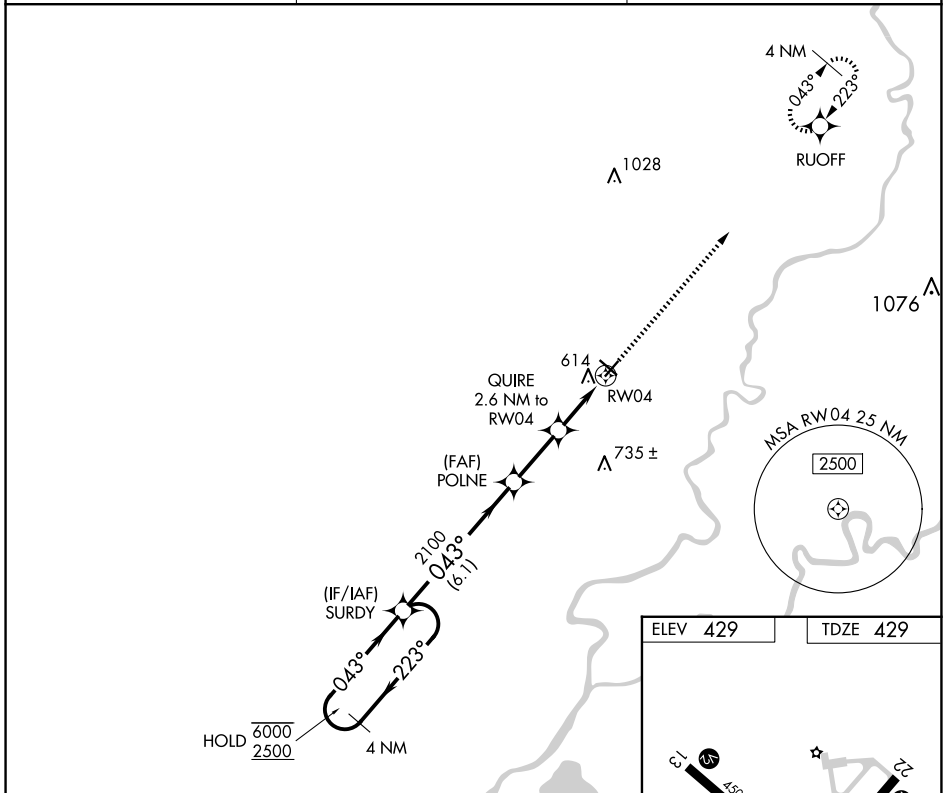 4 NM
043°
223°
RUOFF
1028
1076
614
QUIRE
2.6 NM to
RW04
RW04
(FAF)
POLNE
735 ±
MSA RW04 25 NM
2500
2100
043°
(6.1)
(IF/IAF)
SURDY
043°
223°
HOLD 6000
2500
4 NM
ELEV 429
TDZE 429
13
V2
22